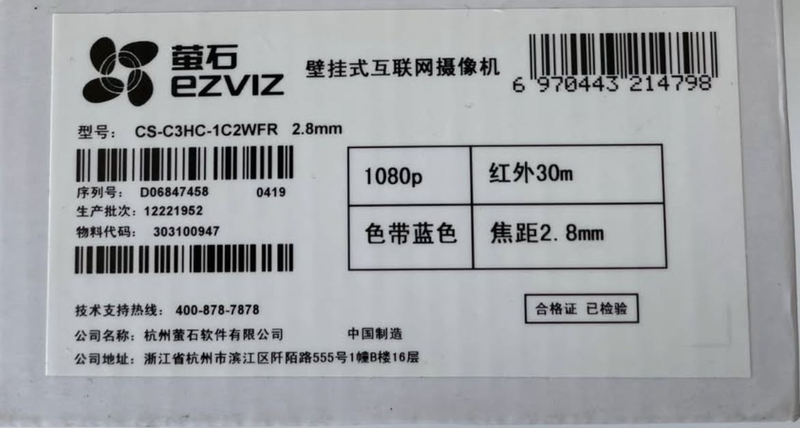 萤石
ezviz
壁挂式互联网摄像机
6 970443 214798
型号： CS-C3HC-1C2WFR 2.8mm
序列号： D06847458 0419
生产批次： 12221952
物料代码： 303100947
1080p 红外30m
色带蓝色 焦距2.8mm
技术支持热线： 400-878-7878
合格证 已检验
公司名称： 杭州萤石软件有限公司 中国制造
公司地址： 浙江省杭州市滨江区阡陌路555号1幢B楼16层